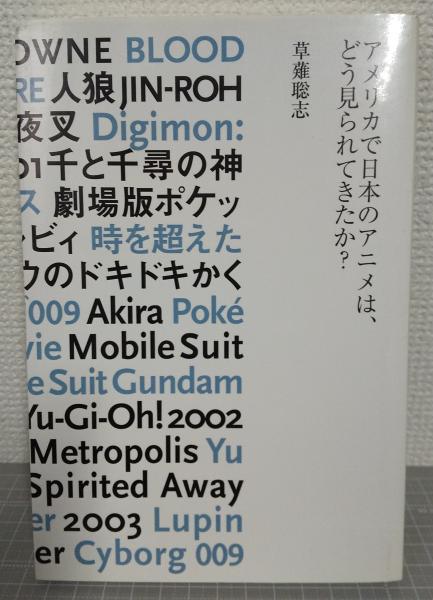 アメリカで日本のアニメは、
どう見られてきたか?
草薙聡志
OWNE BLOOD
RE 人狼 JIN-ROH
夜叉 Digimon:
01 千と千尋の神
ス 劇場版ポケッ
レビィ 時を超えた
ウのドキドキかく
009 Akira Poké
vie Mobile Suit
e Suit Gundam
Yu-Gi-Oh! 2002
Metropolis Yu
Spirited Away
er 2003 Lupin
er Cyborg 009